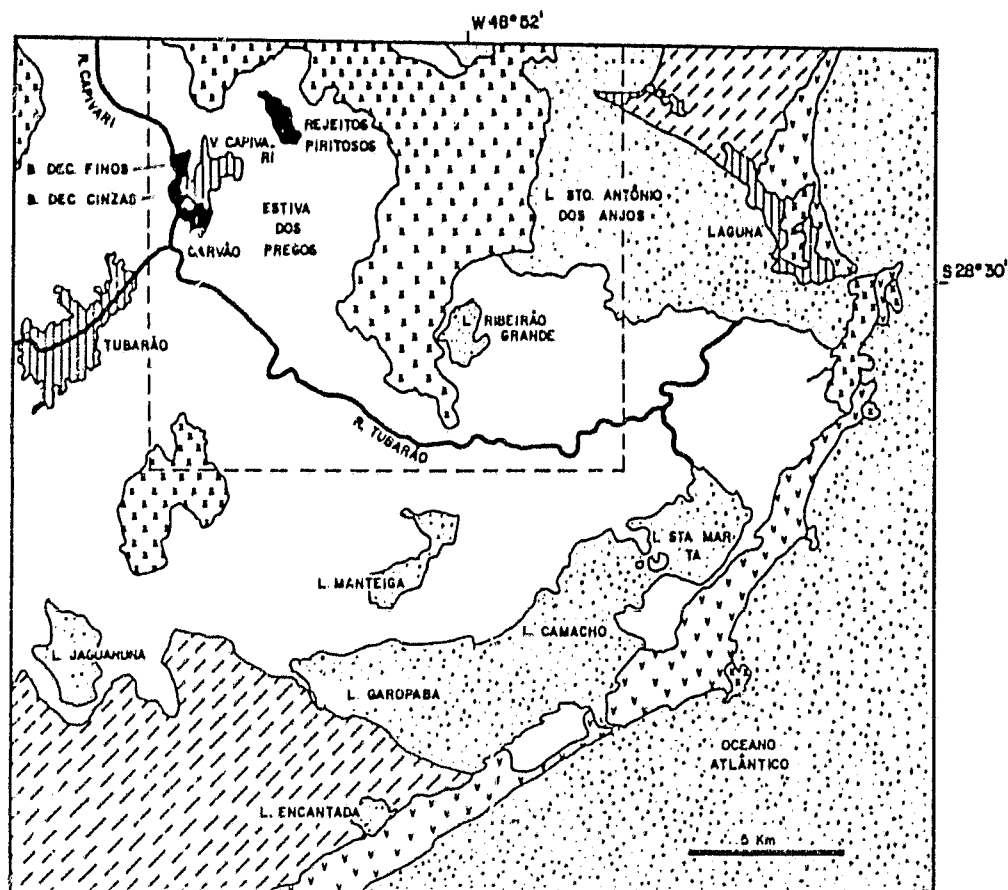 W 48° 52'
R. CAPIVARI
REJEITOS
PIRITOSOS
V. CAPIVA-
RI
B. DEC. FINOS
B. DEC CINZAS
CARVÃO
ESTIVA
DOS
PREGOS
L. STO. ANTÔNIO
DOS ANJOS
LAGUNA
S 28° 30'
TUBARÃO
L. RIBEIRÃO
GRANDE
R. TUBARÃO
L. STA MAR-
TA
L. MANTEIGA
L. CAMACHO
L. JAGUARUNA
L. GAROPABA
OCEANO
ATLÂNTICO
L. ENCANTADA
5 Km